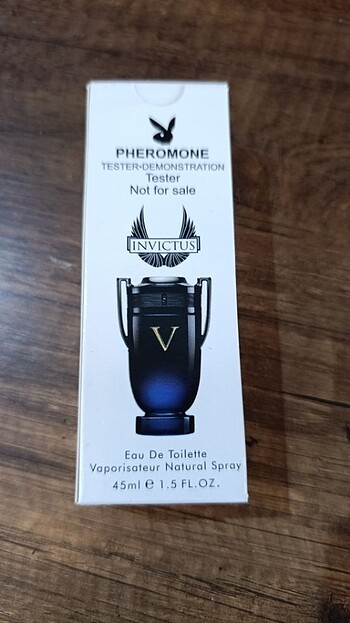 PHEROMONE
TESTER•DEMONSTRATION
Tester
Not for sale
INVICTUS
V
Eau De Toilette
Vaporisateur Natural Spray
45ml ℮ 1.5 FL.OZ.